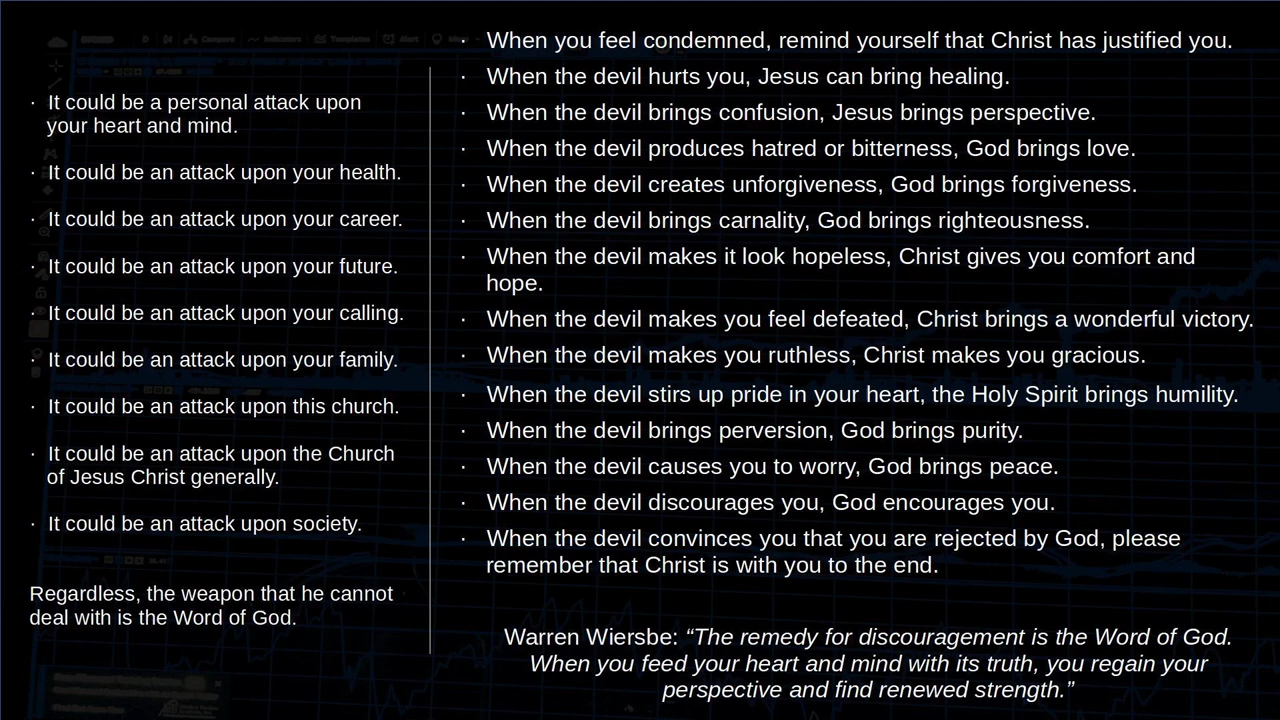 · It could be a personal attack upon
your heart and mind.
· It could be an attack upon your health.
· It could be an attack upon your career.
· It could be an attack upon your future.
· It could be an attack upon your calling.
· It could be an attack upon your family.
· It could be an attack upon this church.
· It could be an attack upon the Church
of Jesus Christ generally.
· It could be an attack upon society.
Regardless, the weapon that he cannot
deal with is the Word of God.
· When you feel condemned, remind yourself that Christ has justified you.
· When the devil hurts you, Jesus can bring healing.
· When the devil brings confusion, Jesus brings perspective.
· When the devil produces hatred or bitterness, God brings love.
· When the devil creates unforgiveness, God brings forgiveness.
· When the devil brings carnality, God brings righteousness.
· When the devil makes it look hopeless, Christ gives you comfort and
hope.
· When the devil makes you feel defeated, Christ brings a wonderful victory.
· When the devil makes you ruthless, Christ makes you gracious.
· When the devil stirs up pride in your heart, the Holy Spirit brings humility.
· When the devil brings perversion, God brings purity.
· When the devil causes you to worry, God brings peace.
· When the devil discourages you, God encourages you.
· When the devil convinces you that you are rejected by God, please
remember that Christ is with you to the end.
Warren Wiersbe: “The remedy for discouragement is the Word of God.
When you feed your heart and mind with its truth, you regain your
perspective and find renewed strength.”
Compare
Indicators
Templates
Alert